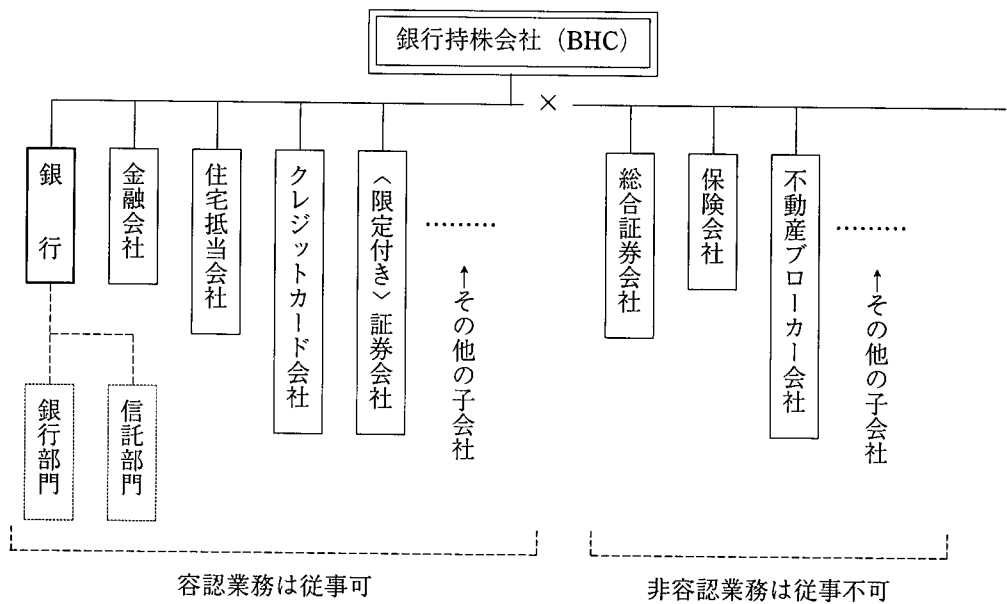 銀行持株会社（BHC）
×
銀行
金融会社
住宅抵当会社
クレジットカード会社
〈限定付き〉証券会社
………
←その他の子会社
総合証券会社
保険会社
不動産ブローカー会社
………
←その他の子会社
銀行部門
信託部門
容認業務は従事可
非容認業務は従事不可